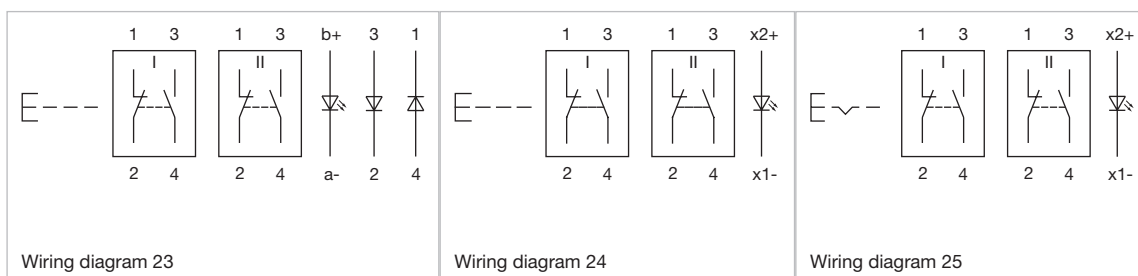 1 3 1 3 b+ 3 1
I II
2 4 2 4 a- 2 4
Wiring diagram 23
1 3 1 3 x2+
I II
2 4 2 4 x1-
Wiring diagram 24
1 3 1 3 x2+
I II
2 4 2 4 x1-
Wiring diagram 25